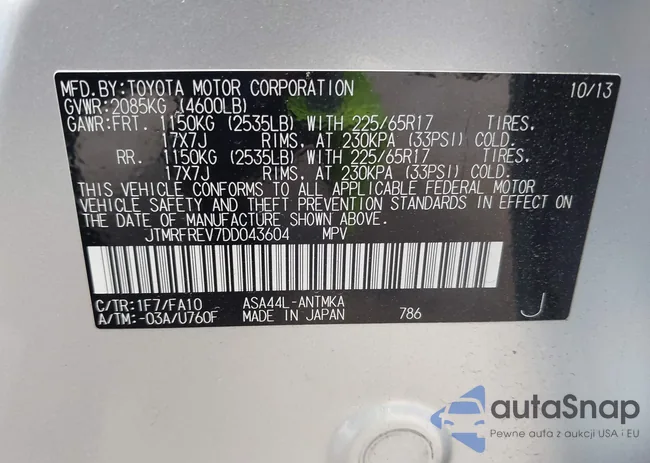 MFD.BY:TOYOTA MOTOR CORPORATION 10/13
GVWR:2085KG (4600LB)
GAWR:FRT. 1150KG (2535LB) WITH 225/65R17 TIRES.
17X7J RIMS, AT 230KPA (33PSI) COLD.
RR. 1150KG (2535LB) WITH 225/65R17 TIRES.
17X7J RIMS, AT 230KPA (33PSI) COLD.
THIS VEHICLE CONFORMS TO ALL APPLICABLE FEDERAL MOTOR
VEHICLE SAFETY AND THEFT PREVENTION STANDARDS IN EFFECT ON
THE DATE OF MANUFACTURE SHOWN ABOVE.
JTMRFREV7DD043604 MPV
C/TR:1F7/FA10 ASA44L-ANTMKA
A/TM:-03A/U760F MADE IN JAPAN 786 J
autaSnap
Pewne auta z aukcji USA i EU